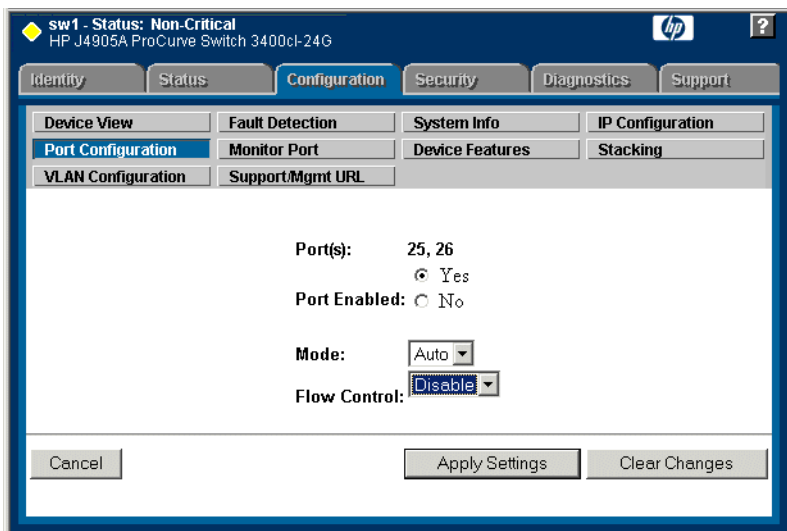 sw1 - Status: Non-Critical
HP J4905A ProCurve Switch 3400cl-24G
hp
?
Identity Status Configuration Security Diagnostics Support
Device View Fault Detection System Info IP Configuration
Port Configuration Monitor Port Device Features Stacking
VLAN Configuration Support/Mgmt URL
Port(s): 25, 26
Yes
Port Enabled: No
Mode: Auto
Flow Control: Disable
Cancel Apply Settings Clear Changes